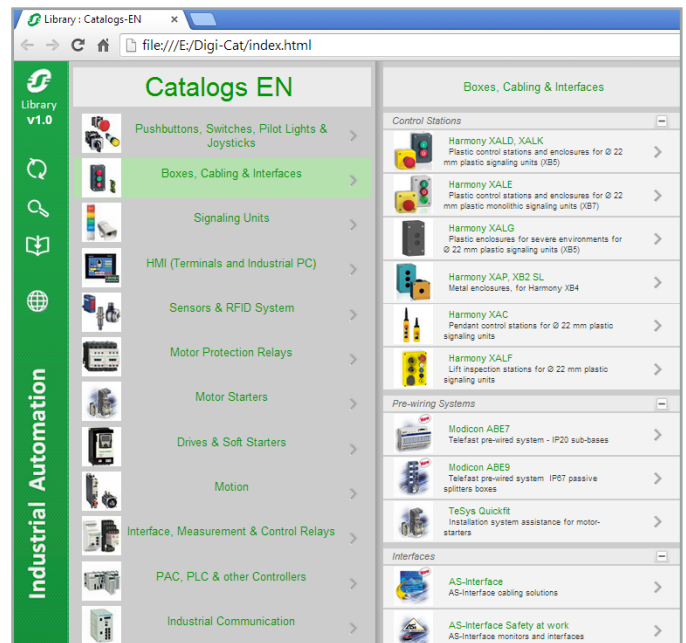 Library : Catalogs-EN
file:///E:/Digi-Cat/index.html
Library
v1.0
Industrial Automation
Catalogs EN
Pushbuttons, Switches, Pilot Lights &
Joysticks
Boxes, Cabling & Interfaces
Signaling Units
HMI (Terminals and Industrial PC)
Sensors & RFID System
Motor Protection Relays
Motor Starters
Drives & Soft Starters
Motion
Interface, Measurement & Control Relays
PAC, PLC & other Controllers
Industrial Communication
Boxes, Cabling & Interfaces
Control Stations
Harmony XALD, XALK
Plastic control stations and enclosures for Ø 22
mm plastic signaling units (XB5)
Harmony XALE
Plastic control stations and enclosures for Ø 22
mm plastic monolithic signaling units (XB7)
Harmony XALG
Plastic enclosures for severe environments for
Ø 22 mm plastic signaling units (XB5)
Harmony XAP, XB2 SL
Metal enclosures, for Harmony XB4
Harmony XAC
Pendant control stations for Ø 22 mm plastic
signaling units
Harmony XALF
Lift inspection stations for Ø 22 mm plastic
signaling units
Pre-wiring Systems
Modicon ABE7
Telefast pre-wired system - IP20 sub-bases
Modicon ABE9
Telefast pre-wired system IP67 passive
splitters boxes
TeSys Quickfit
Installation system assistance for motor-
starters
Interfaces
AS-Interface
AS-Interface cabling solutions
AS-Interface Safety at work
AS-Interface monitors and interfaces